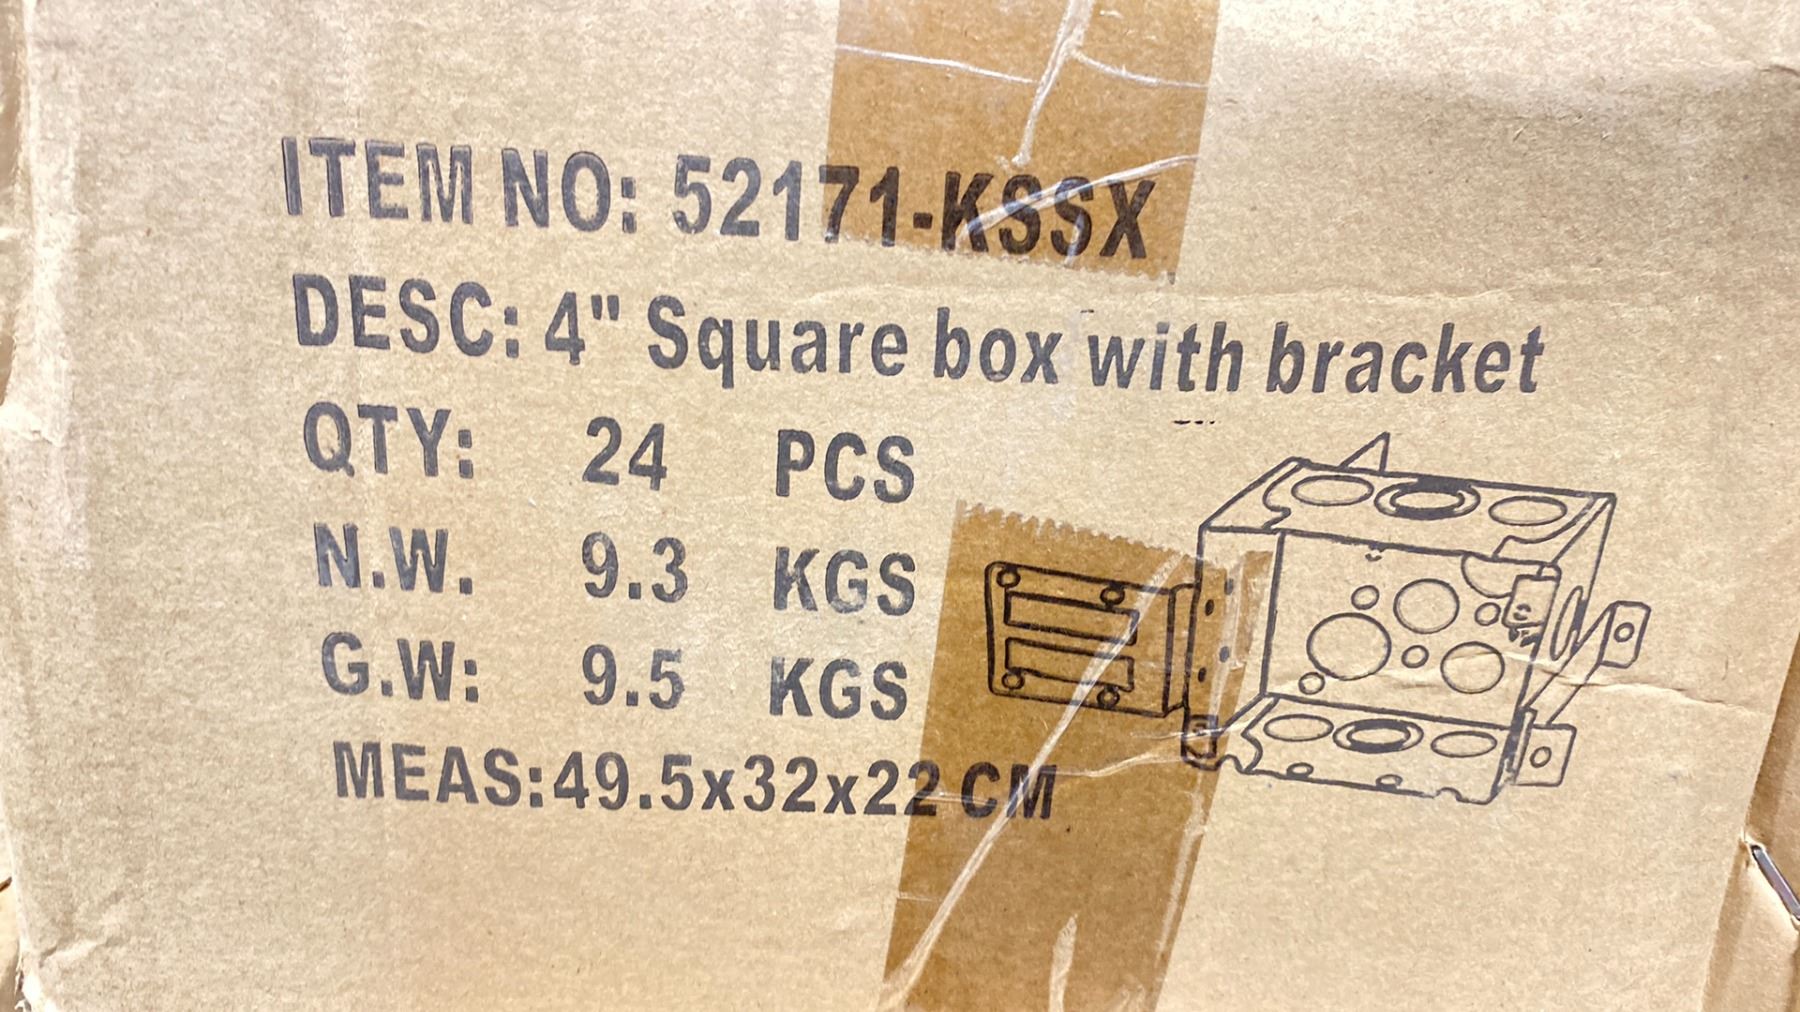 ITEM NO: 52171-KSSX
DESC: 4" Square box with bracket
QTY: 24 PCS
N.W. 9.3 KGS
G.W: 9.5 KGS
MEAS:49.5x32x22 CM